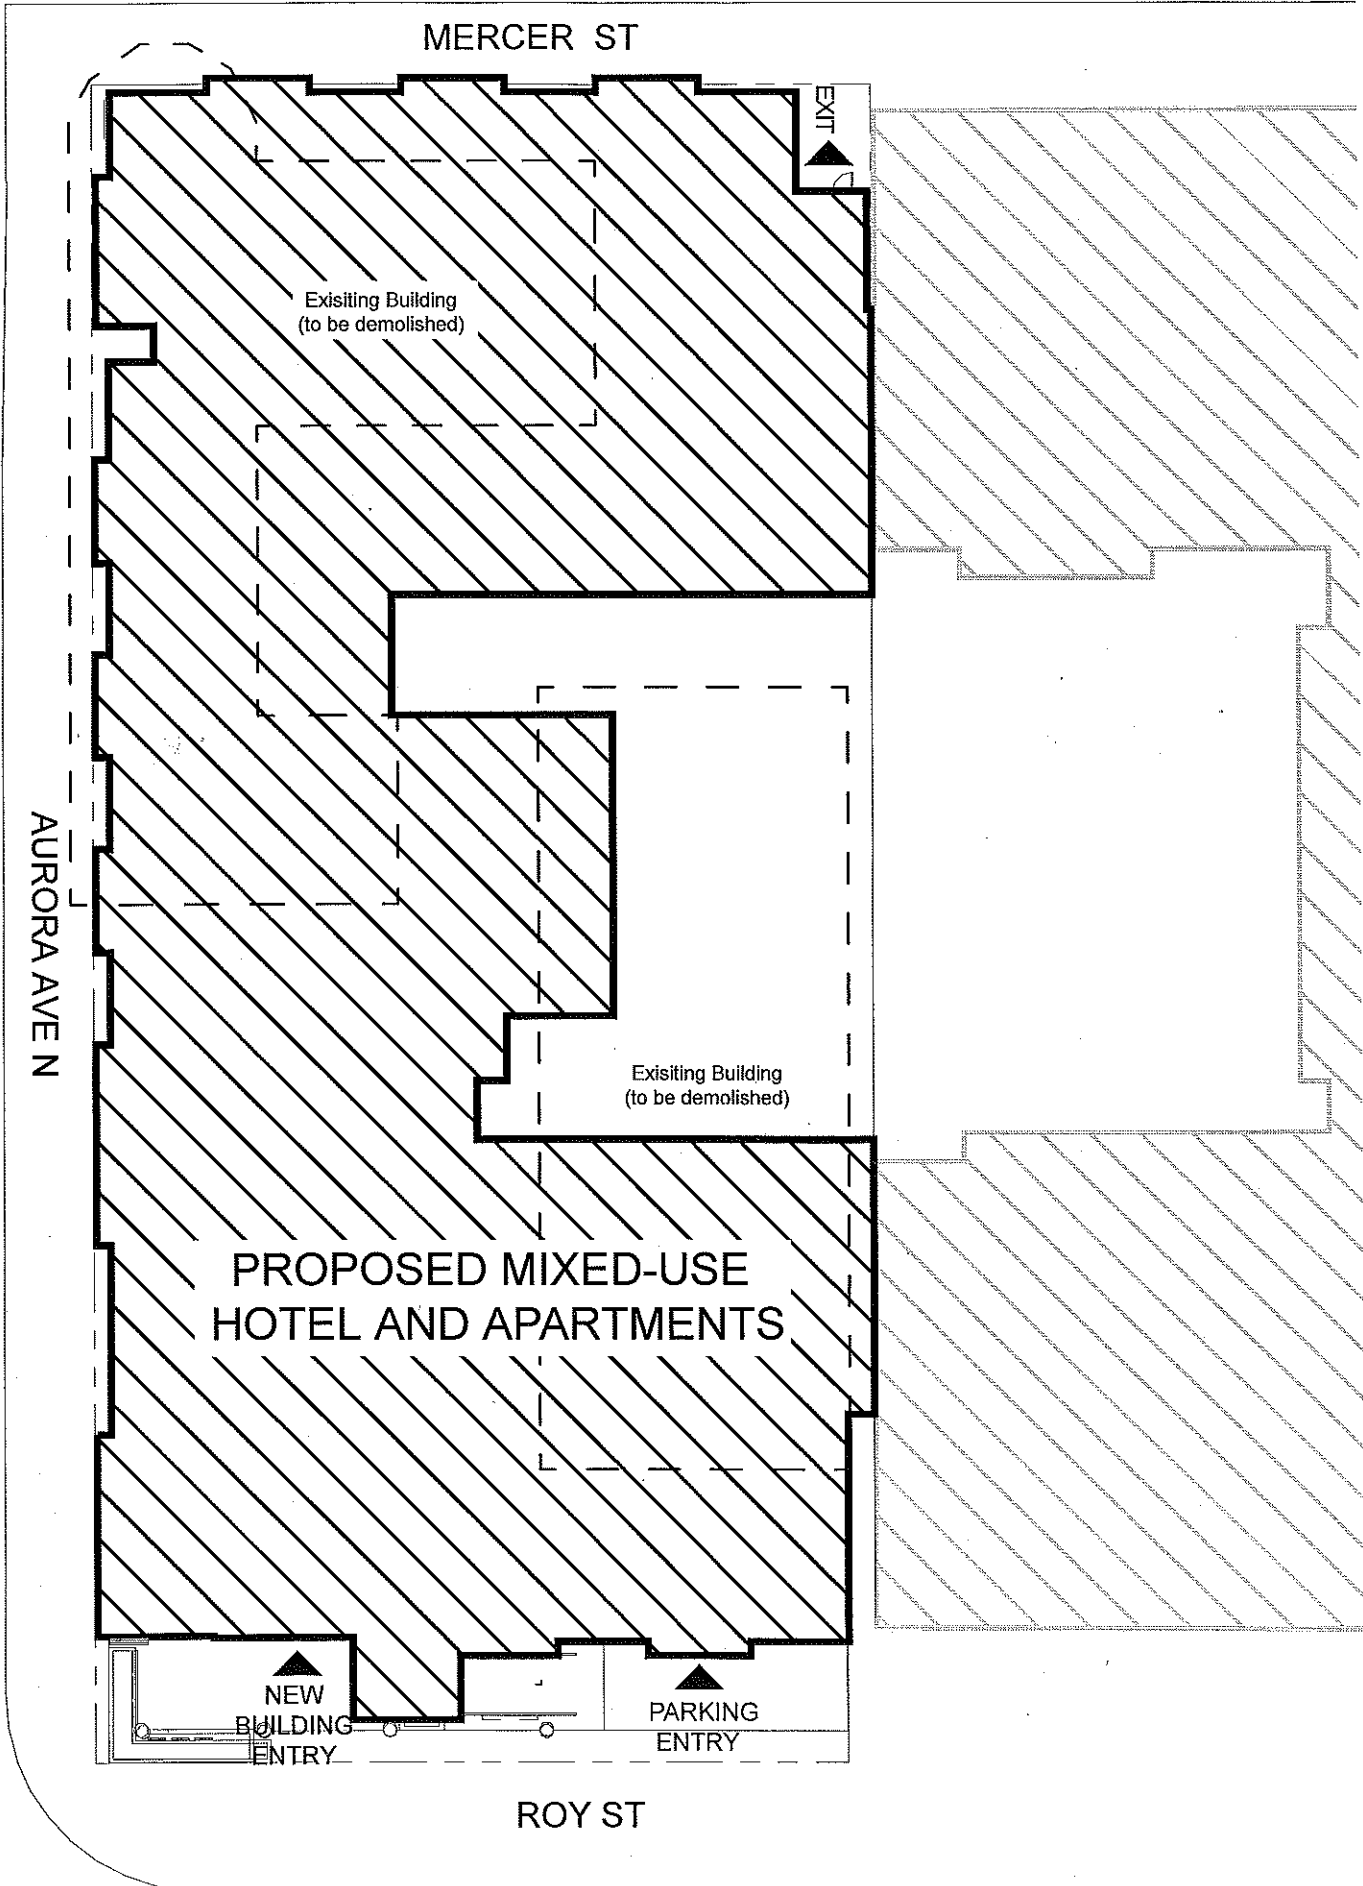 MERCER ST
EXIT
Exisiting Building
(to be demolished)
AURORA AVE N
Exisiting Building
(to be demolished)
PROPOSED MIXED-USE
HOTEL AND APARTMENTS
NEW
BUILDING
ENTRY
PARKING
ENTRY
ROY ST